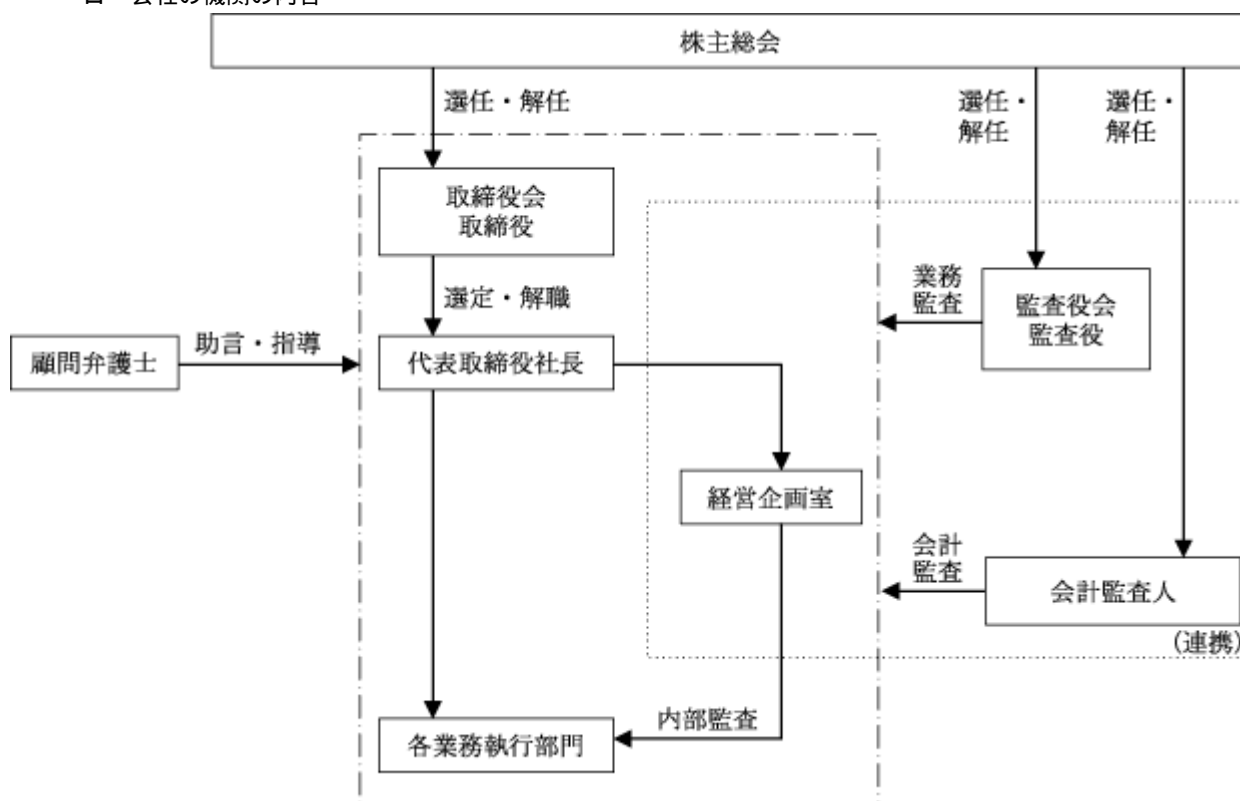 株主総会
選任・解任
選任・
解任
選任・
解任
取締役会
取締役
選定・解職
業務
監査
監査役会
監査役
顧問弁護士
助言・指導
代表取締役社長
経営企画室
会計
監査
会計監査人
(連携)
内部監査
各業務執行部門